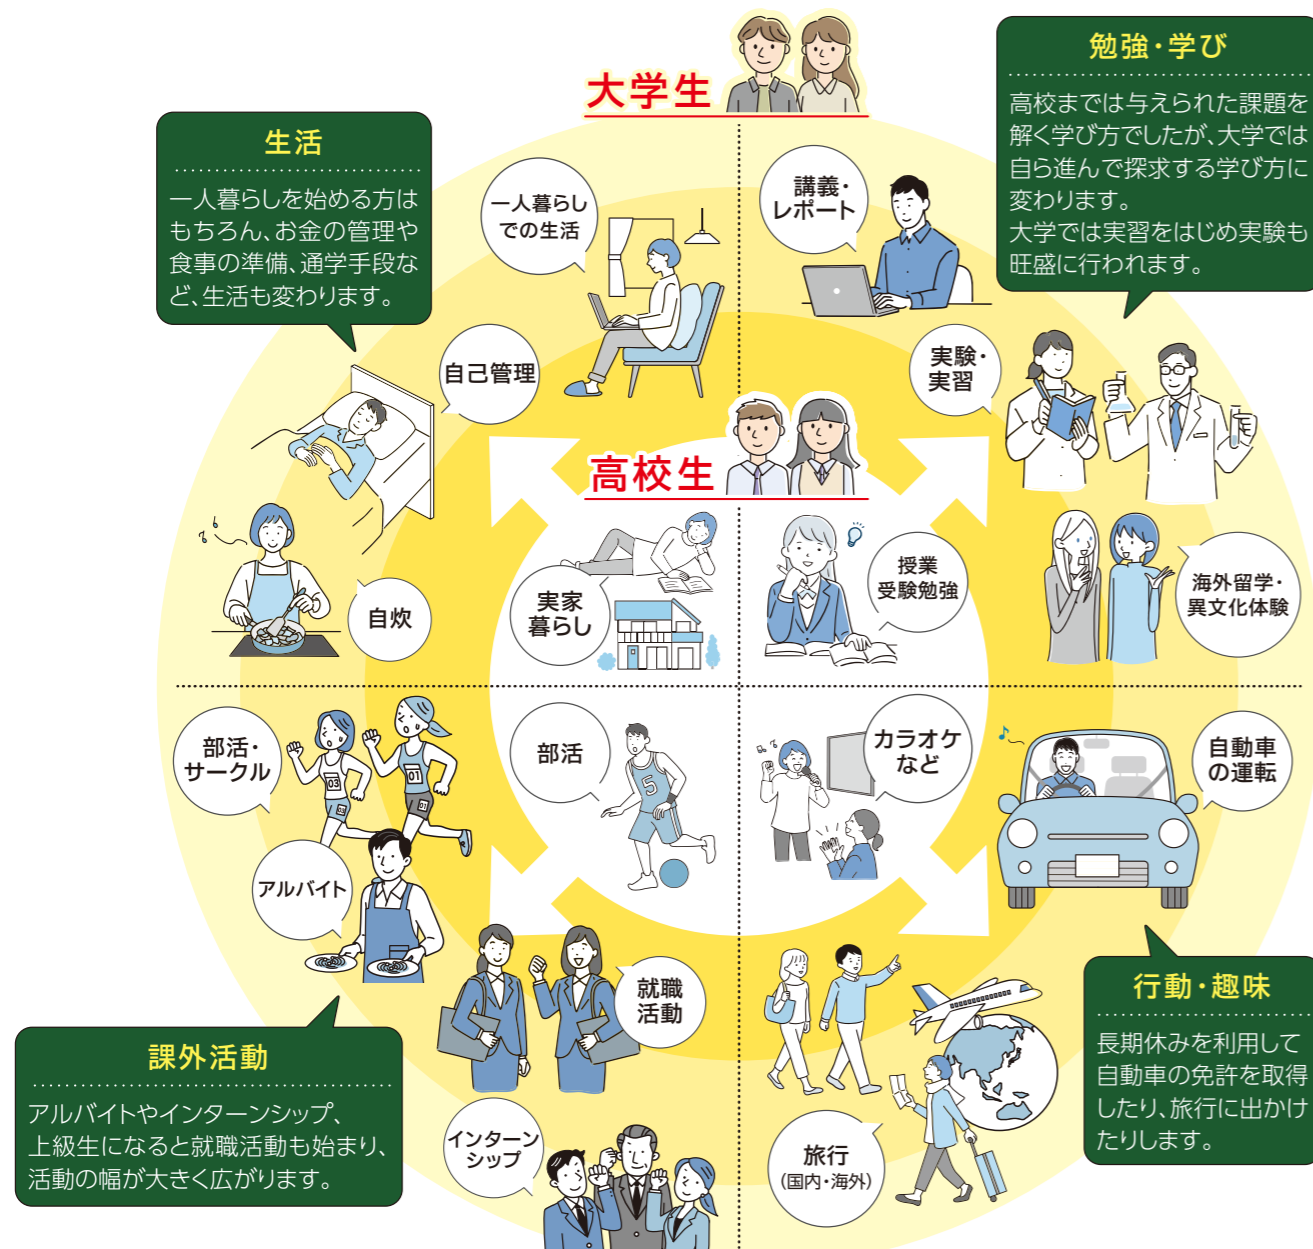 大学生
勉強・学び
高校までは与えられた課題を
解く学び方でしたが、大学では
自ら進んで探求する学び方に
変わります。
大学では実習をはじめ実験も
旺盛に行われます。
生活
一人暮らしを始める方は
もちろん、お金の管理や
食事の準備、通学手段な
ど、生活も変わります。
一人暮らし
での生活
講義・
レポート
自己管理
実験・
実習
高校生
自炊
実家
暮らし
授業
受験勉強
海外留学・
異文化体験
部活・
サークル
03
01
01
部活
5
カラオケ
など
自動車
の運転
アルバイト
就職
活動
行動・趣味
長期休みを利用して
自動車の免許を取得
したり、旅行に出かけ
たりします。
課外活動
アルバイトやインターンシップ、
上級生になると就職活動も始まり、
活動の幅が大きく広がります。
インターン
シップ
旅行
(国内・海外)